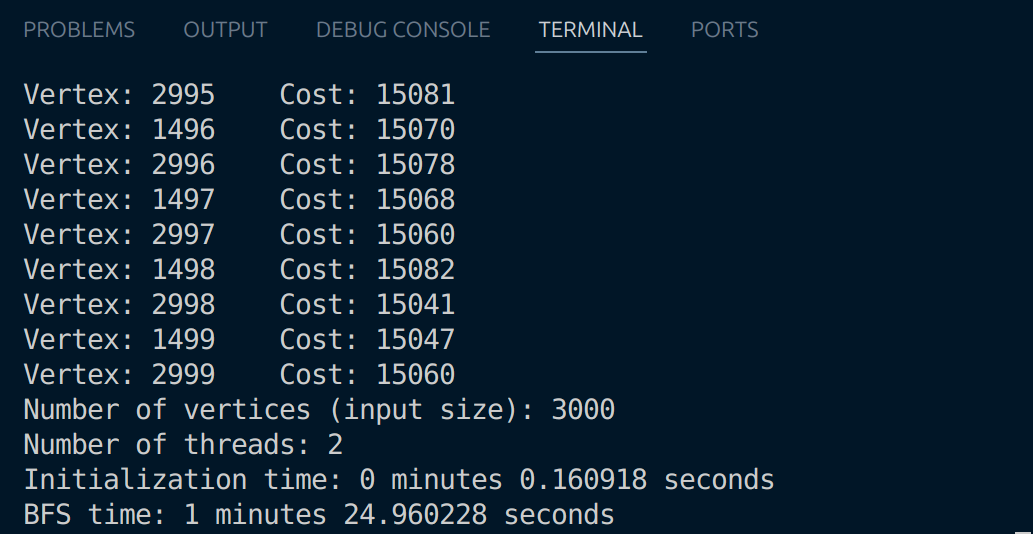 PROBLEMS OUTPUT DEBUG CONSOLE TERMINAL PORTS
Vertex: 2995    Cost: 15081
Vertex: 1496    Cost: 15070
Vertex: 2996    Cost: 15078
Vertex: 1497    Cost: 15068
Vertex: 2997    Cost: 15060
Vertex: 1498    Cost: 15082
Vertex: 2998    Cost: 15041
Vertex: 1499    Cost: 15047
Vertex: 2999    Cost: 15060
Number of vertices (input size): 3000
Number of threads: 2
Initialization time: 0 minutes 0.160918 seconds
BFS time: 1 minutes 24.960228 seconds